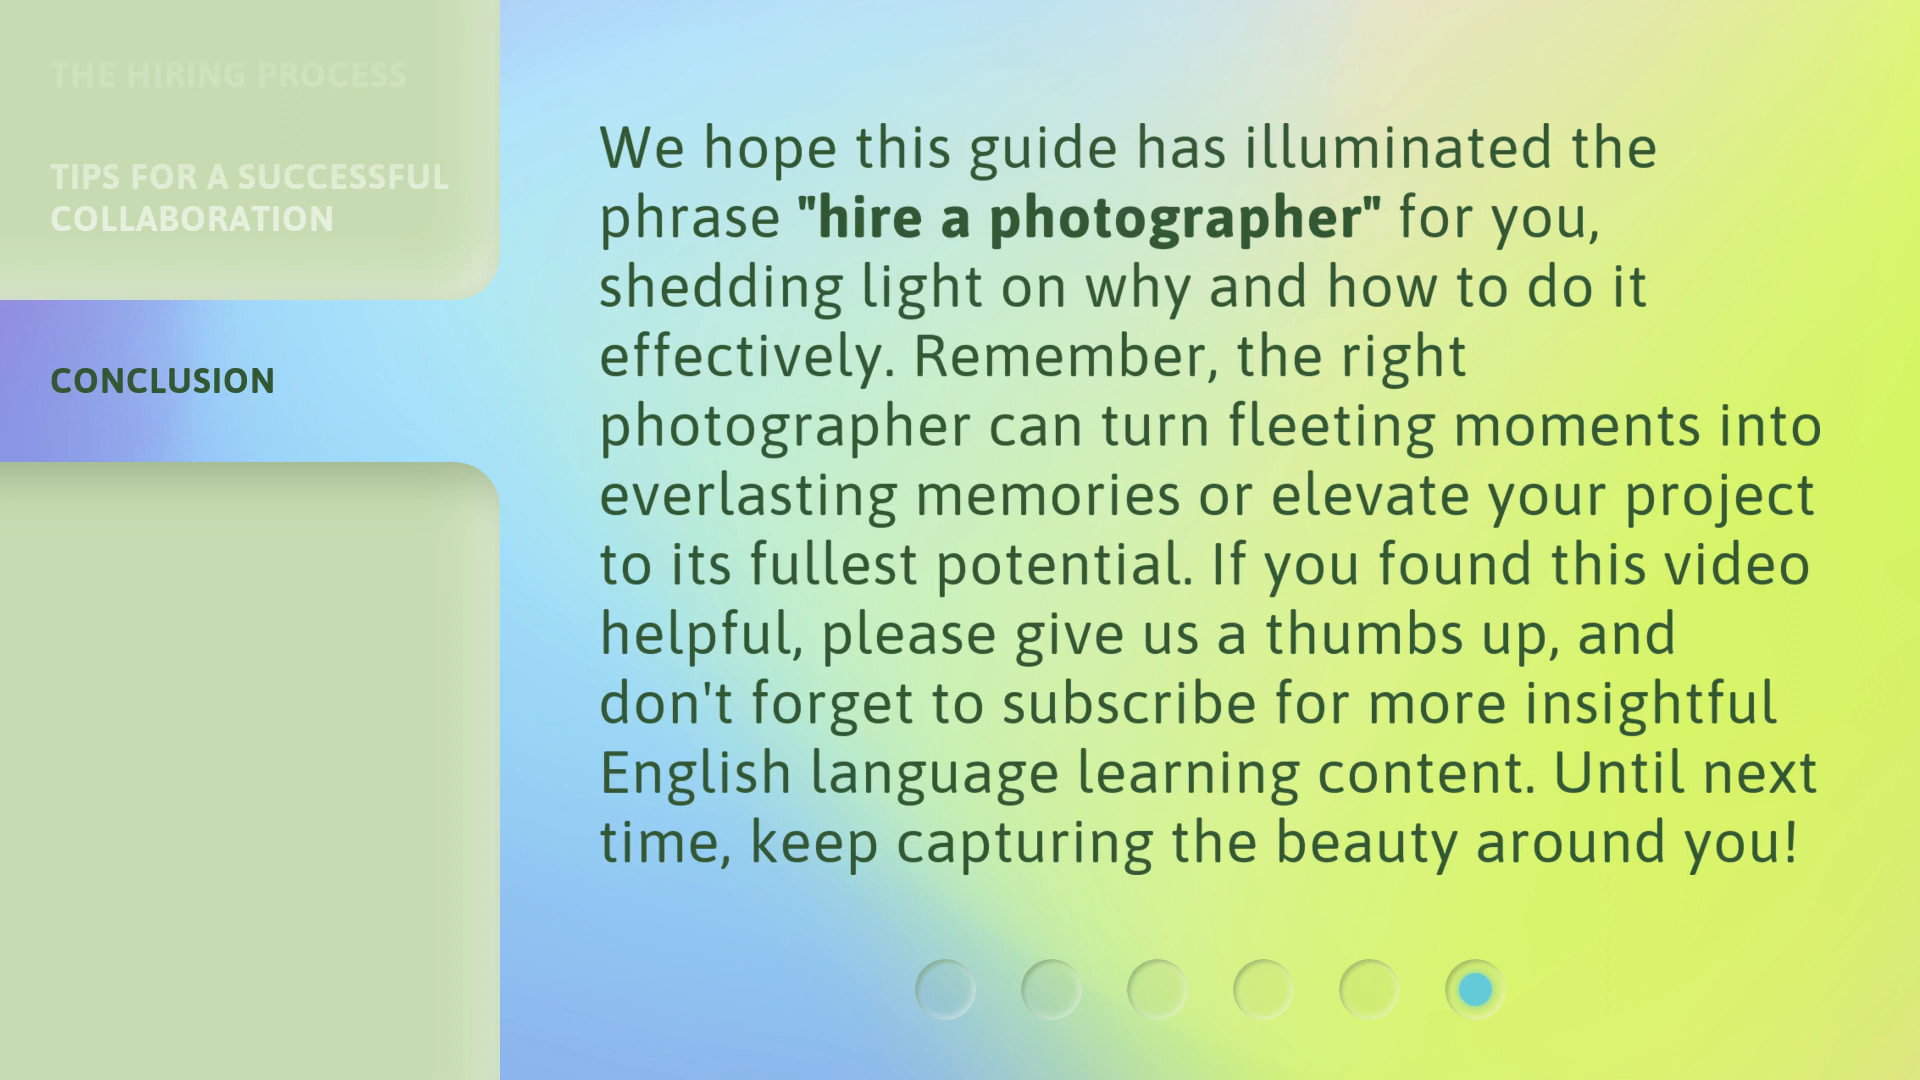 THE HIRING PROCESS
TIPS FOR A SUCCESSFUL
COLLABORATION
CONCLUSION
We hope this guide has illuminated the
phrase "hire a photographer" for you,
shedding light on why and how to do it
effectively. Remember, the right
photographer can turn fleeting moments into
everlasting memories or elevate your project
to its fullest potential. If you found this video
helpful, please give us a thumbs up, and
don't forget to subscribe for more insightful
English language learning content. Until next
time, keep capturing the beauty around you!